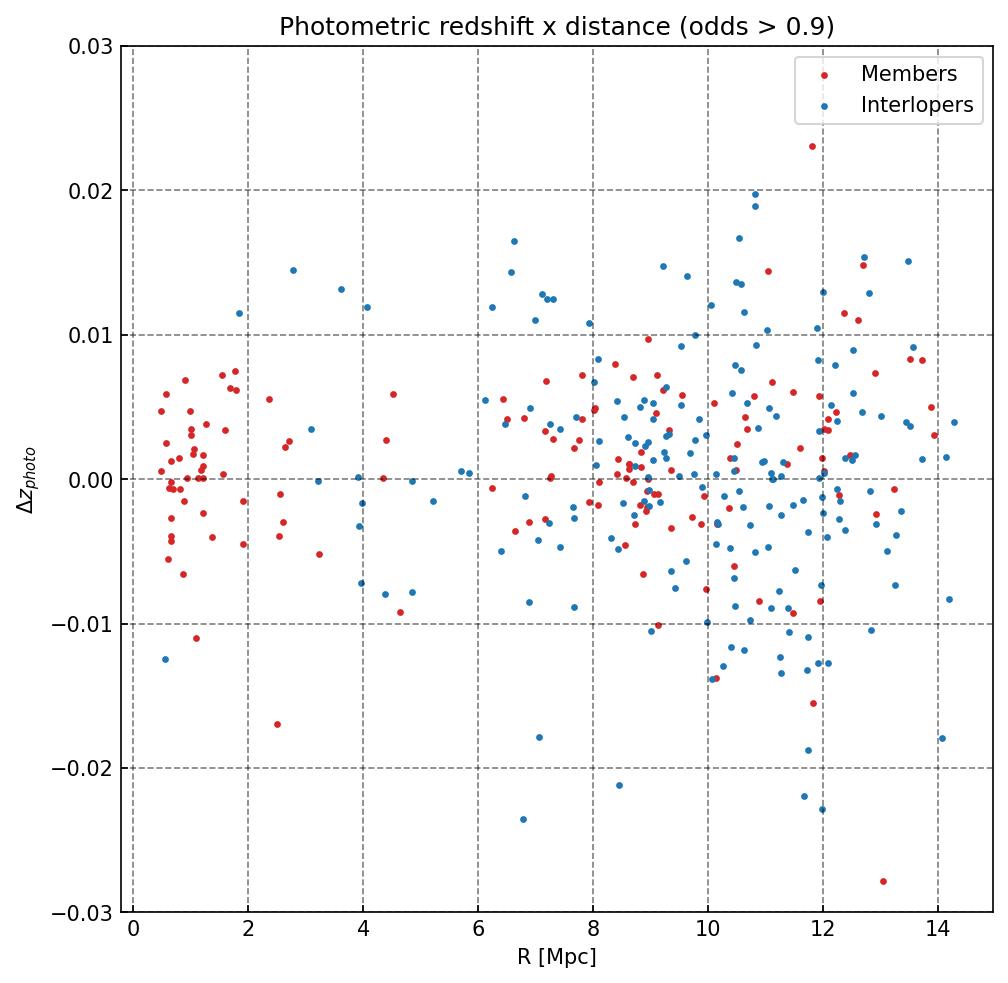 Photometric redshift x distance (odds > 0.9)
Members
Interlopers
Δz_photo
0.03
0.02
0.01
0.00
−0.01
−0.02
−0.03
0 2 4 6 8 10 12 14
R [Mpc]